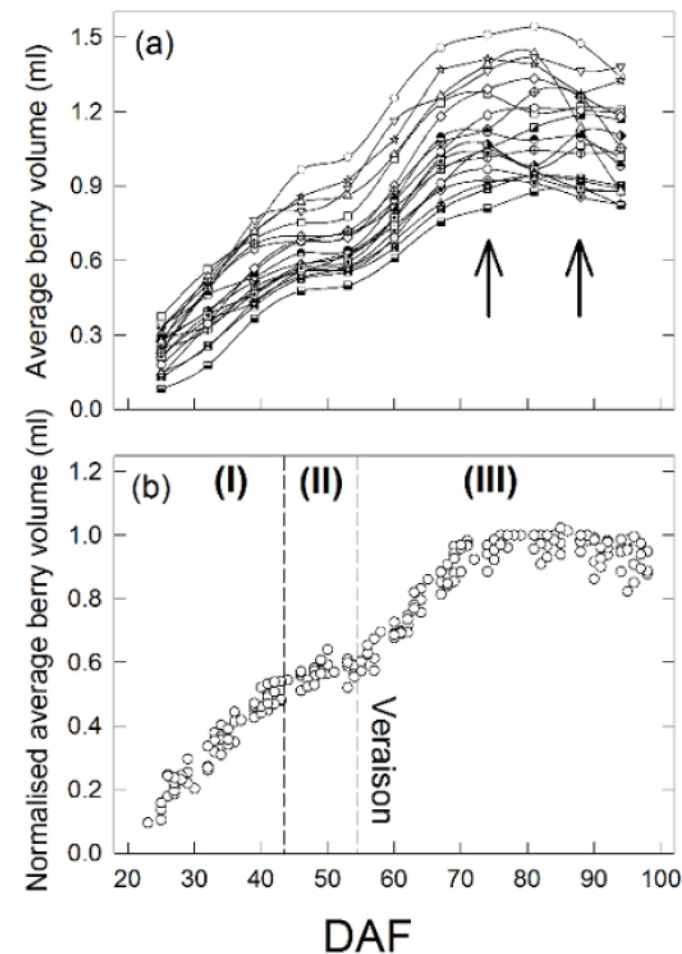 Average berry volume (ml)
(a)
1.5
1.2
0.9
0.6
0.3
0.0
Normalised average berry volume (ml)
(b)
(I)
(II)
(III)
1.2
1.0
0.8
0.6
0.4
0.2
0.0
Veraison
20 30 40 50 60 70 80 90 100
DAF